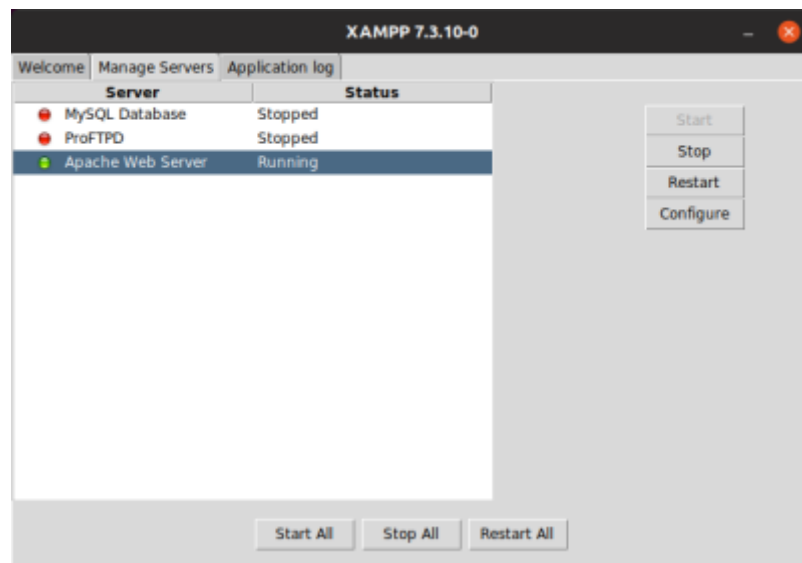 XAMPP 7.3.10-0
Welcome Manage Servers Application log
Server Status
MySQL Database Stopped
ProFTPD Stopped
Apache Web Server Running
Start
Stop
Restart
Configure
Start All Stop All Restart All